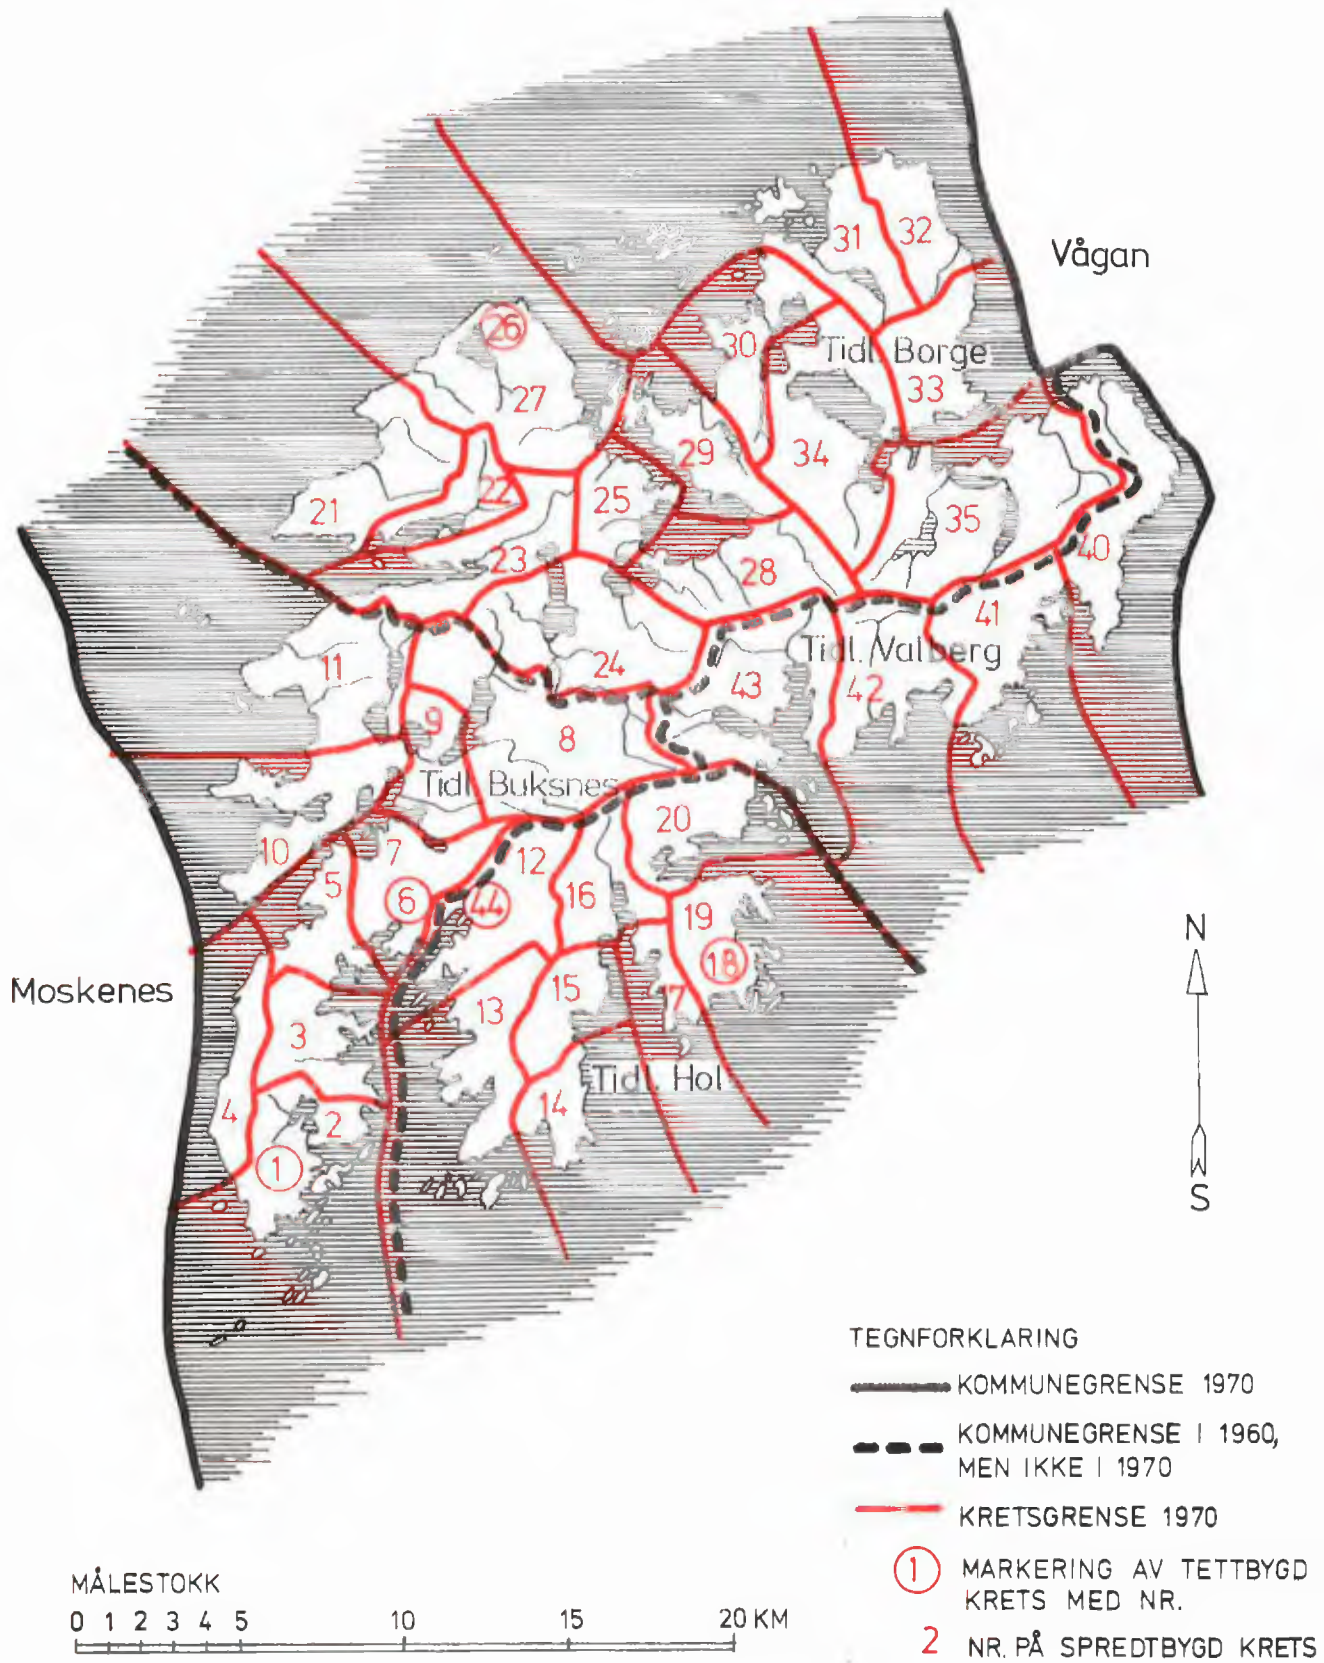 Vågan
31
32
26
30
Tidl. Borge
27
33
29
34
21
22
25
35
23
28
40
41
11
24
Tidl. Valberg
43
42
9
8
Tidl. Buksnes
20
10
7
12
5
6
44
16
19
18
Moskenes
15
17
13
3
Tidl. Hol
4
2
14
1
N
S
TEGNFORKLARING
KOMMUNEGRENSE 1970
KOMMUNEGRENSE I 1960,
MEN IKKE I 1970
KRETSGRENSE 1970
1 MARKERING AV TETTBYGD
KRETS MED NR.
2 NR. PÅ SPREDTBYGD KRETS
MÅLESTOKK
0 1 2 3 4 5 10 15 20 KM